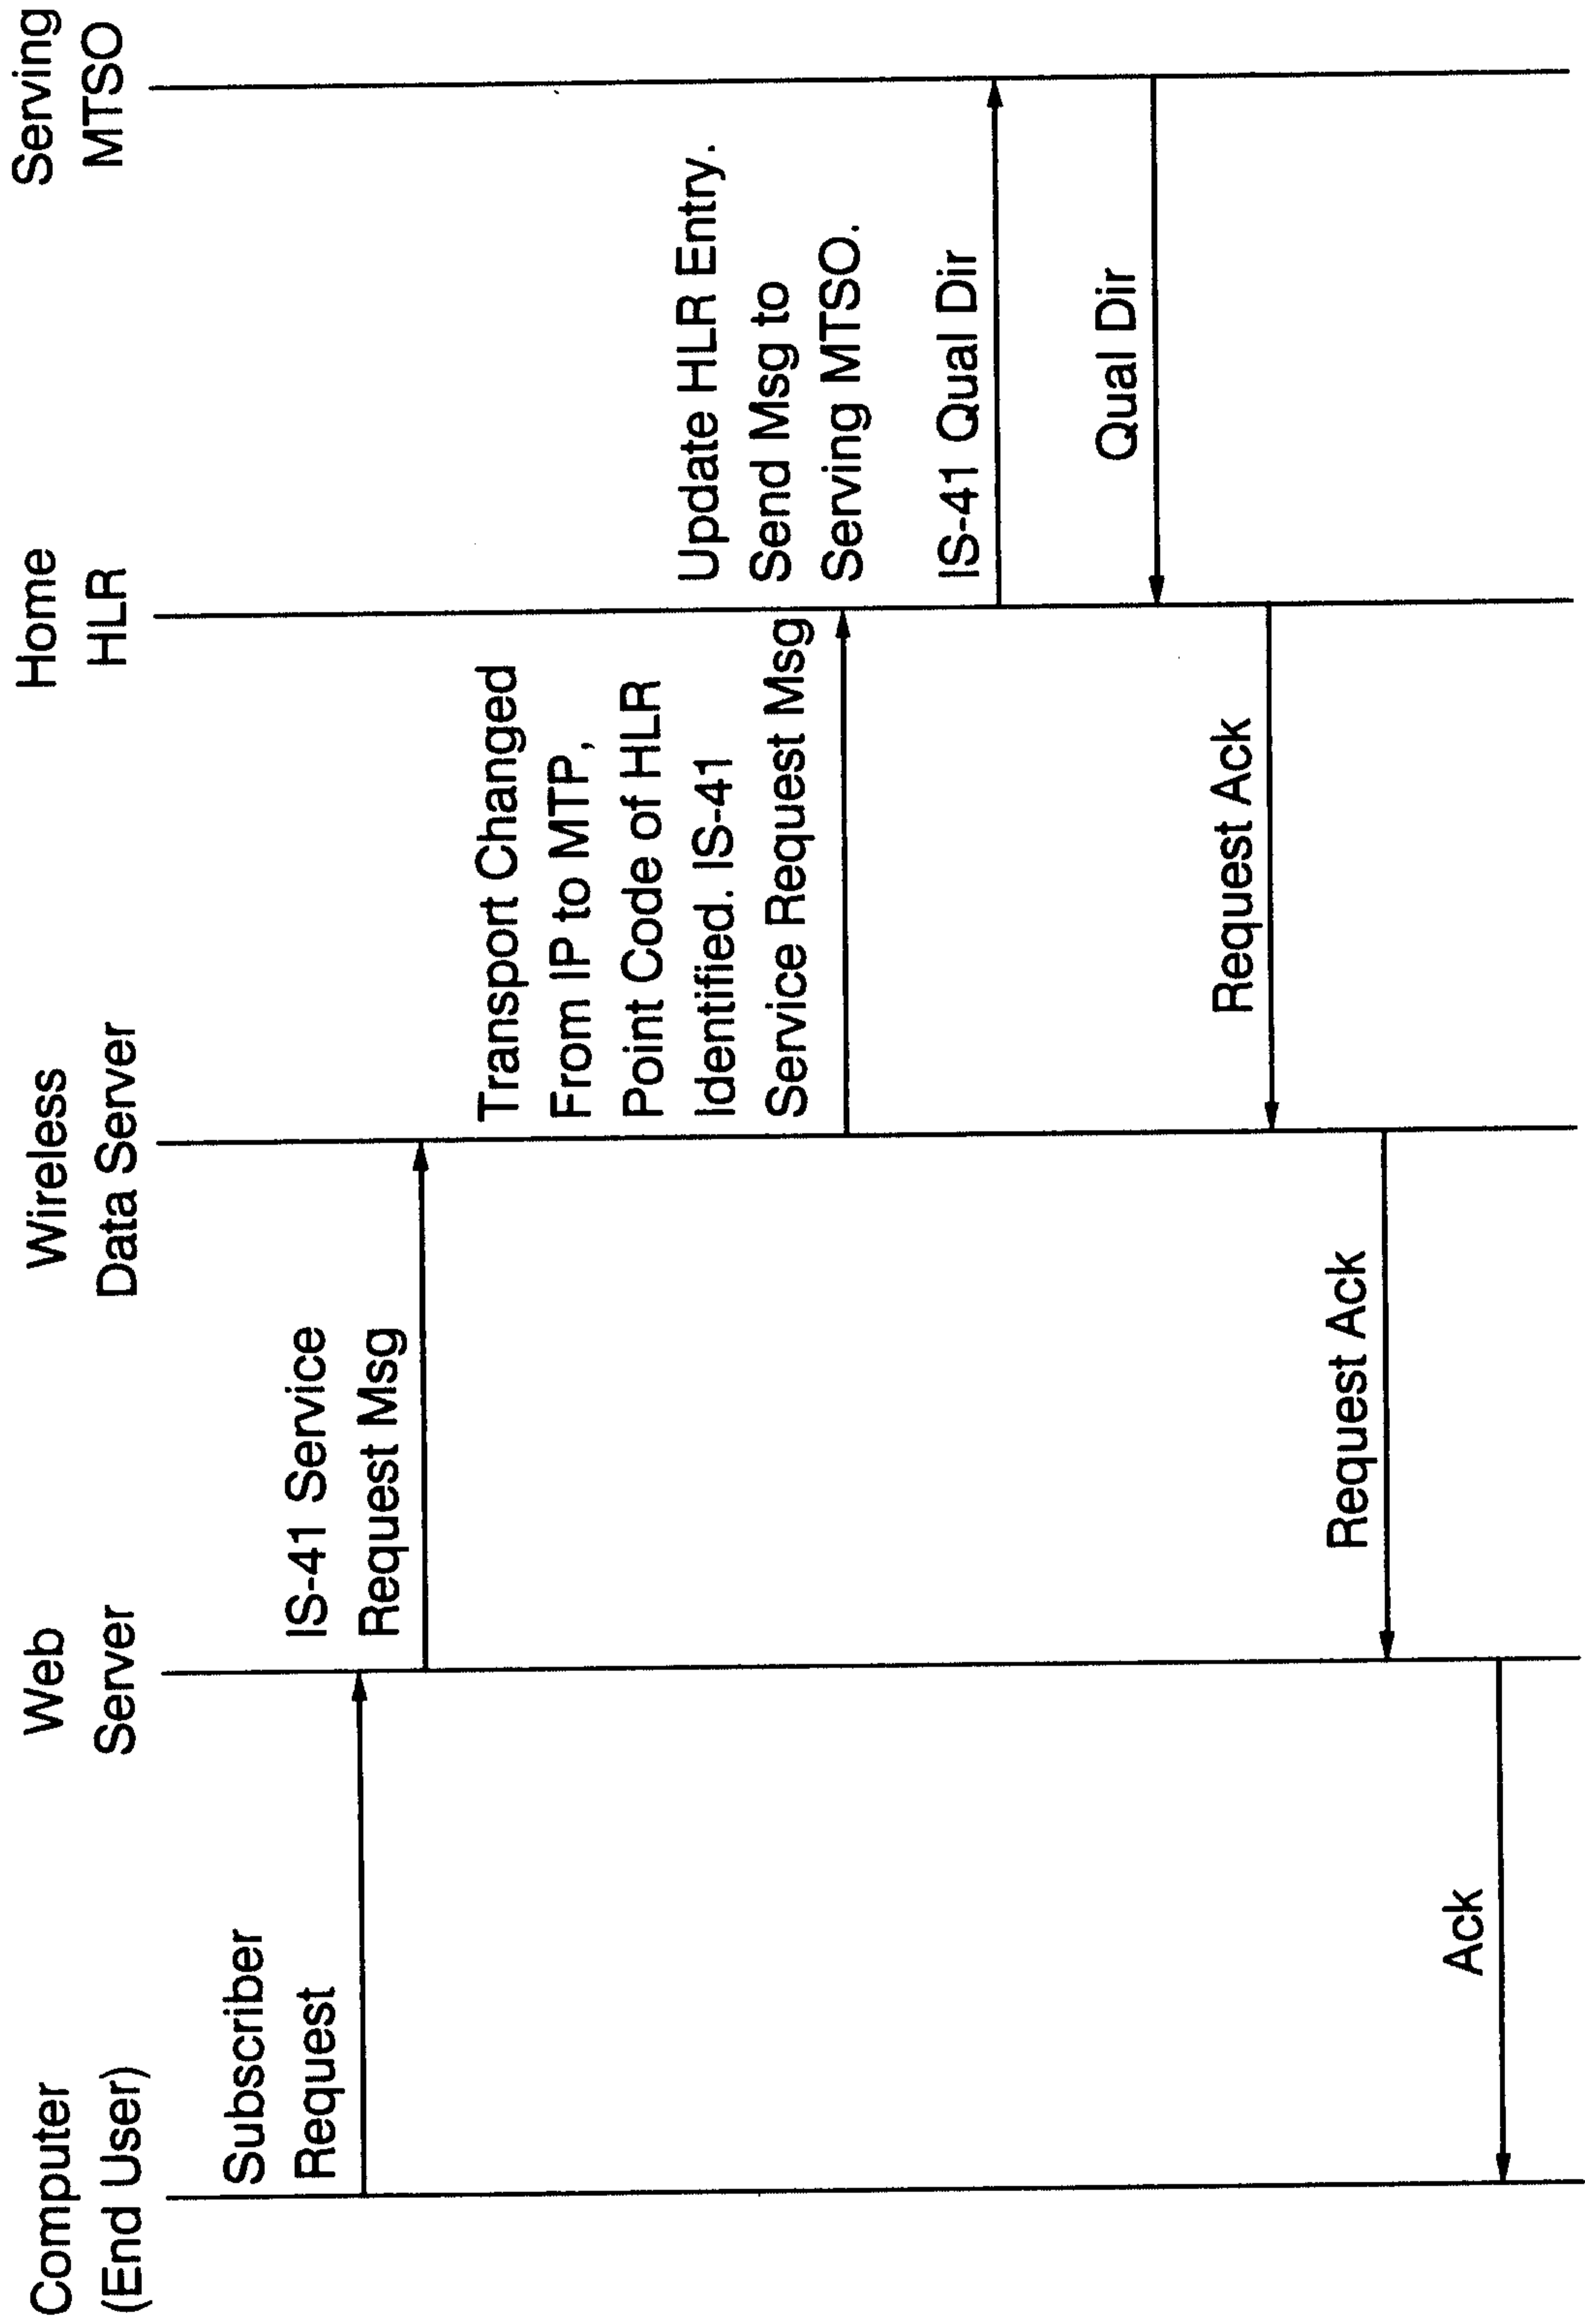 Computer
(End User)
Web
Server
Wireless
Data Server
Home
HLR
Serving
MTSO
Subscriber
Request
IS-41 Service
Request Msg
Transport Changed
From IP to MTP,
Point Code of HLR
Identified. IS-41
Service Request Msg
Update HLR Entry.
Send Msg to
Serving MTSO.
IS-41 Qual Dir
Qual Dir
Request Ack
Request Ack
Ack